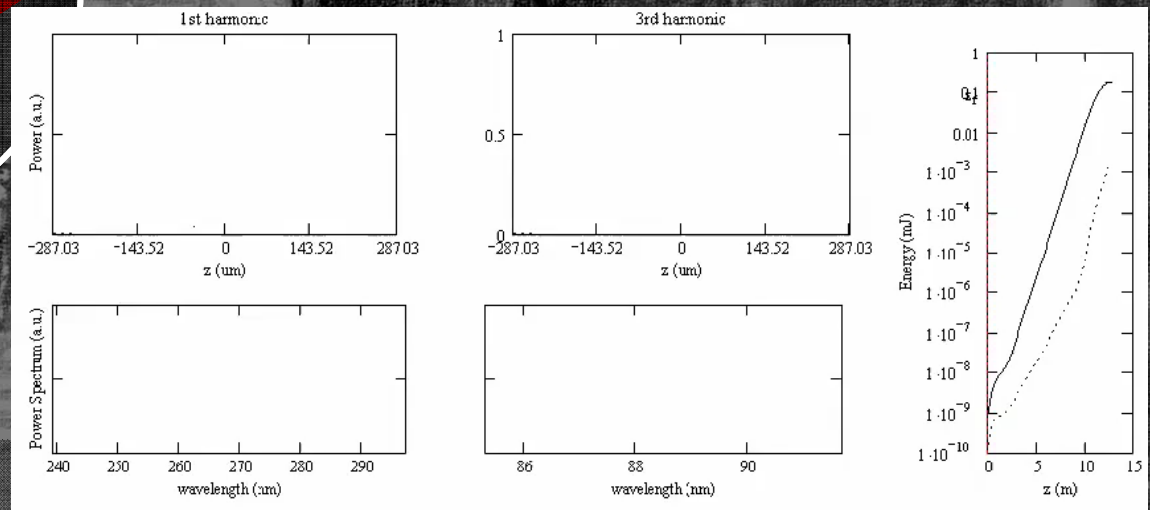 1st harmonic
Power (a.u.)
-287.03 -143.52 0 143.52 287.03
z (um)
3rd harmonic
1
0.5
0
-287.03 -143.52 0 143.52 287.03
z (um)
Power Spectrum (a.u.)
240 250 260 270 280 290
wavelength (nm)
86 88 90
wavelength (nm)
Energy (mJ)
1
0.1
0.01
1·10⁻³
1·10⁻⁴
1·10⁻⁵
1·10⁻⁶
1·10⁻⁷
1·10⁻⁸
1·10⁻⁹
1·10⁻¹⁰
0 5 10 15
z (m)